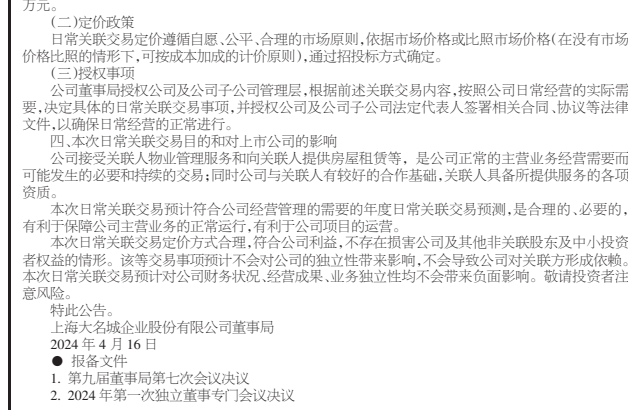 万元。
(二)定价政策
日常关联交易定价遵循自愿、公平、合理的市场原则,依据市场价格或比照市场价格(在没有市场
价格比照的情形下,可按成本加成的计价原则),通过招投标方式确定。
(三)授权事项
公司董事局授权公司及公司子公司管理层,根据前述关联交易内容,按照公司日常经营的实际需
要,决定具体的日常关联交易事项,并授权公司及公司子公司法定代表人签署相关合同、协议等法律
文件,以确保日常经营的正常进行。
四、本次日常关联交易目的和对上市公司的影响
公司接受关联人物业管理服务和向关联人提供房屋租赁等，是公司正常的主营业务经营需要而
可能发生的必要和持续的交易;同时公司与关联人有较好的合作基础,关联人具备所提供服务的各项
资质。
本次日常关联交易预计符合公司经营管理的需要的年度日常关联交易预测,是合理的、必要的,
有利于保障公司主营业务的正常运行,有利于公司项目的运营。
本次日常关联交易定价方式合理,符合公司利益,不存在损害公司及其他非关联股东及中小投资
者权益的情形。该等交易事项预计不会对公司的独立性带来影响,不会导致公司对关联方形成依赖。
本次日常关联交易预计对公司财务状况、经营成果、业务独立性均不会带来负面影响。敬请投资者注
意风险。
特此公告。
上海大名城企业股份有限公司董事局
2024年4月16日
● 报备文件
1. 第九届董事局第七次会议决议
2. 2024年第一次独立董事专门会议决议